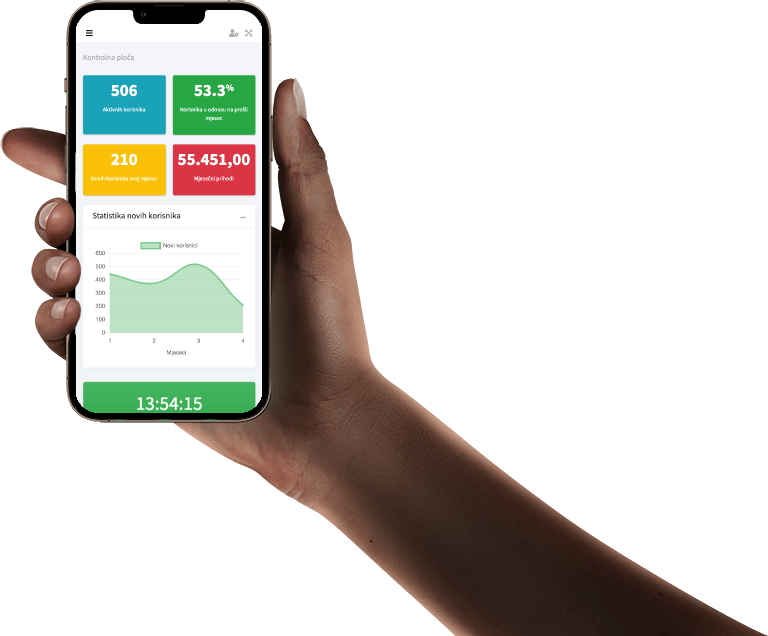 Kontrolna ploča
506
Aktivnih korisnika
53.3%
Korisnika u odnosu na prošli
mjesec
210
Novih korisnika ovaj mjesec
55.451,00
Mjesečni prihodi
Statistika novih korisnika
Novi korisnici
600
500
400
300
200
100
0
1 2 3 4
Mjeseci
13:54:15